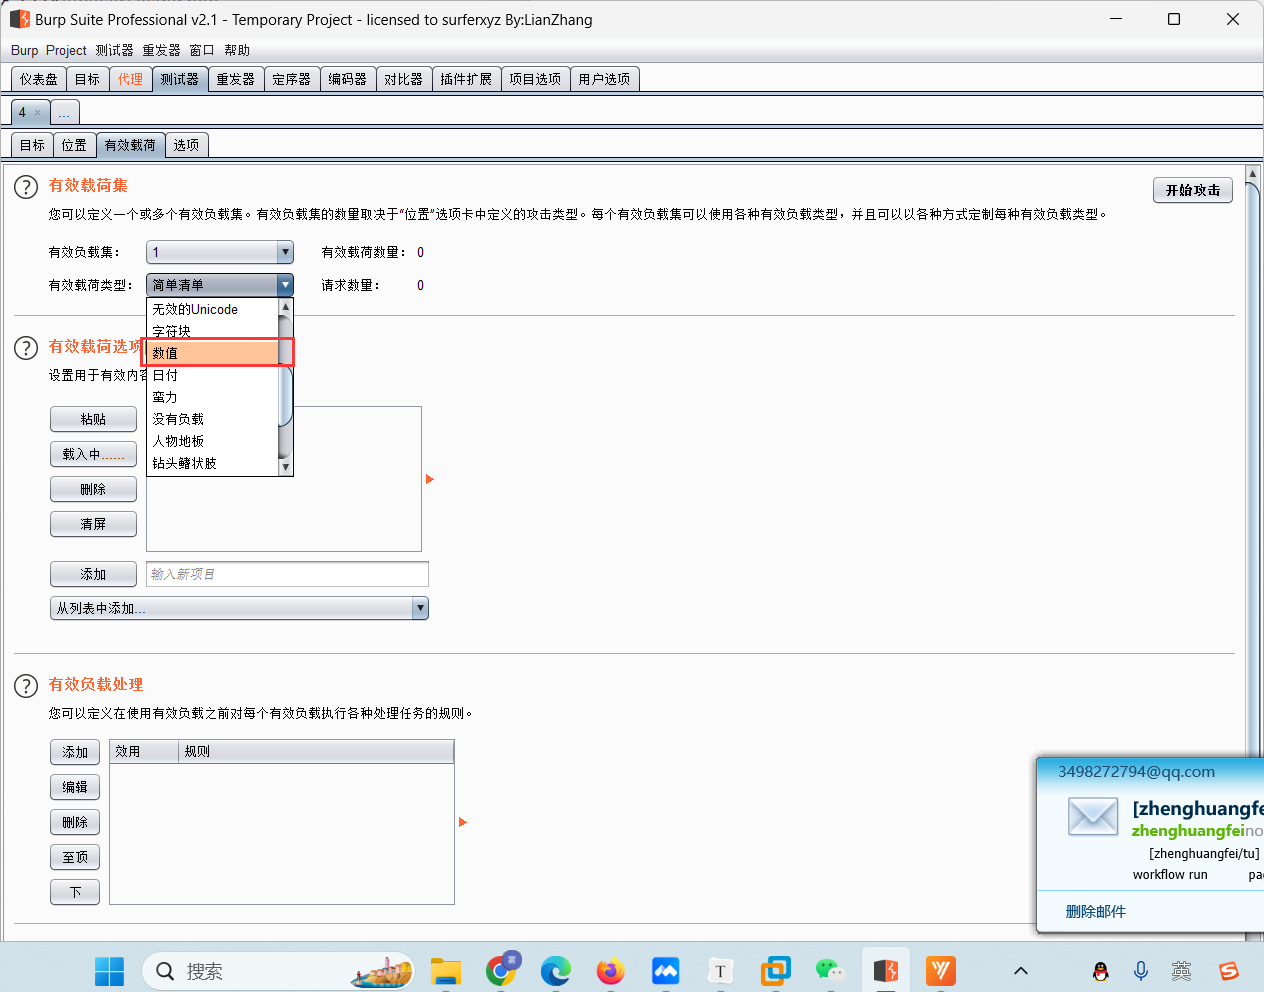 Burp Suite Professional v2.1 - Temporary Project - licensed to surferxyz By:LianZhang
Burp Project 测试器 重发器 窗口 帮助
仪表盘 目标 代理 测试器 重发器 定序器 编码器 对比器 插件扩展 项目选项 用户选项
4 × ...
目标 位置 有效载荷 选项
? 有效载荷集
开始攻击
您可以定义一个或多个有效负载集。有效负载集的数量取决于“位置”选项卡中定义的攻击类型。每个有效负载集可以使用各种有效负载类型，并且可以以各种方式定制每种有效负载类型。
有效负载集： 1 有效载荷数量： 0
有效载荷类型： 简单清单 请求数量： 0
无效的Unicode
字符块
数值
日付
蛮力
没有负载
人物地板
钻头鳍状肢
? 有效载荷选项
设置用于有效内容
粘贴
载入中......
删除
清屏
添加 输入新项目
从列表中添加...
? 有效负载处理
您可以定义在使用有效负载之前对每个有效负载执行各种处理任务的规则。
添加 效用 规则
编辑
删除
至顶
下
3498272794@qq.com
[zhenghuangfe
zhenghuangfeino
[zhenghuangfei/tu]
workflow run pac
删除邮件
搜索
T
英